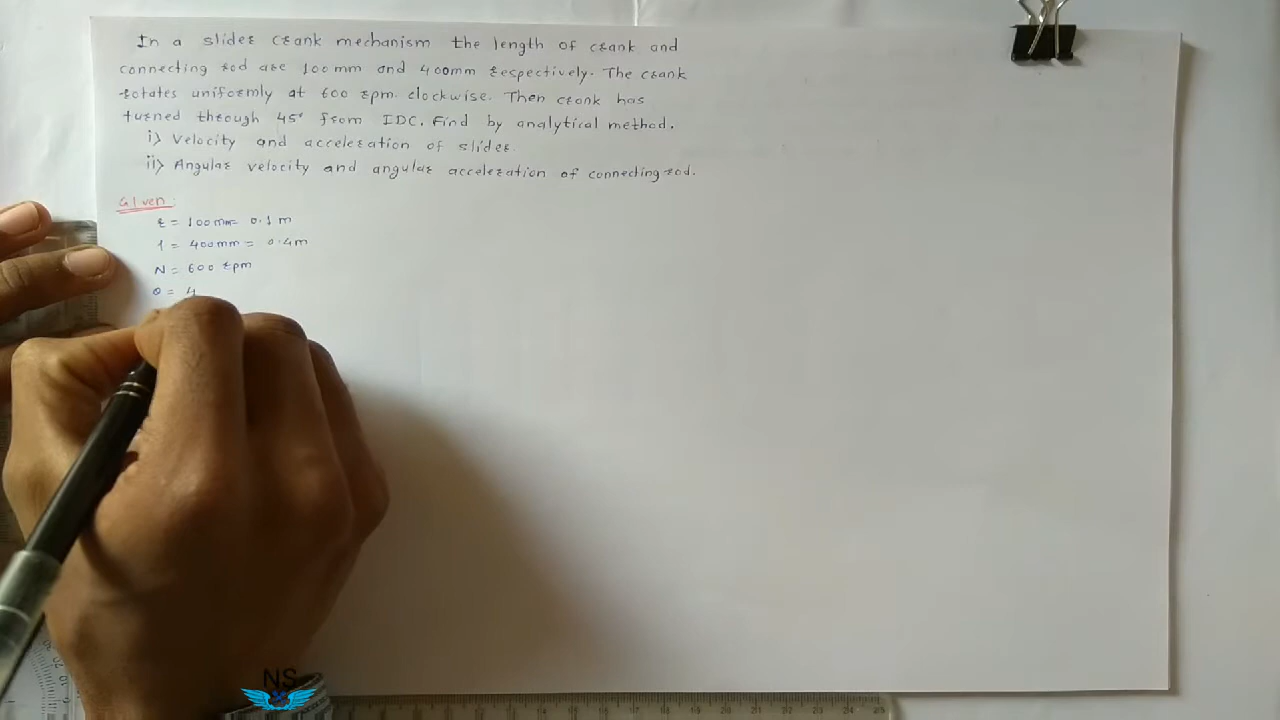 In a slider crank mechanism the length of crank and
connecting rod are 100mm and 400mm respectively. The crank
rotates uniformly at 600 rpm. clockwise. Then crank has
turned through 45° from IDC. Find by analytical method.
i) Velocity and acceleration of slider.
ii) Angular velocity and angular acceleration of connecting rod.
Given:
r = 100mm = 0.1 m
l = 400mm = 0.4m
N = 600 rpm
θ = 4
NS